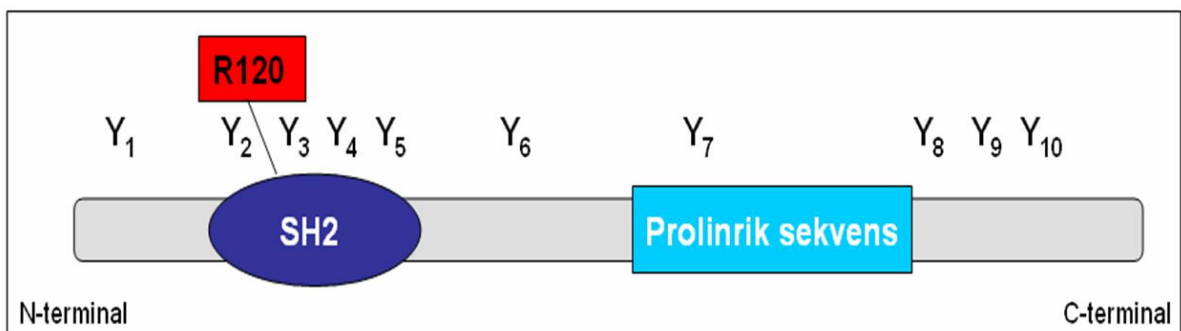 R120
Y1 Y2 Y3 Y4 Y5 Y6 Y7 Y8 Y9 Y10
SH2 Prolinrik sekvens
N-terminal C-terminal